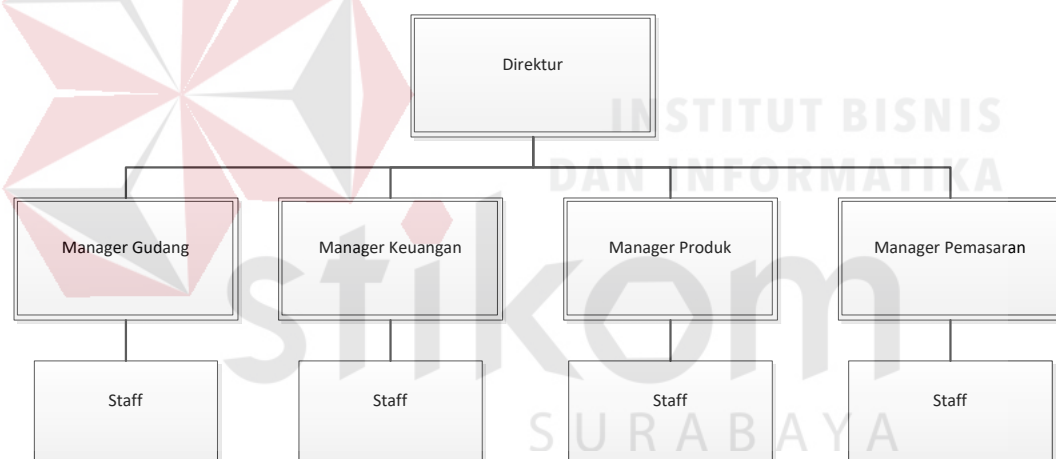 Direktur
INSTITUT BISNIS
DAN INFORMATIKA
Manager Gudang
Manager Keuangan
Manager Produk
Manager Pemasaran
stikom
Staff
Staff
Staff
Staff
SURABAYA